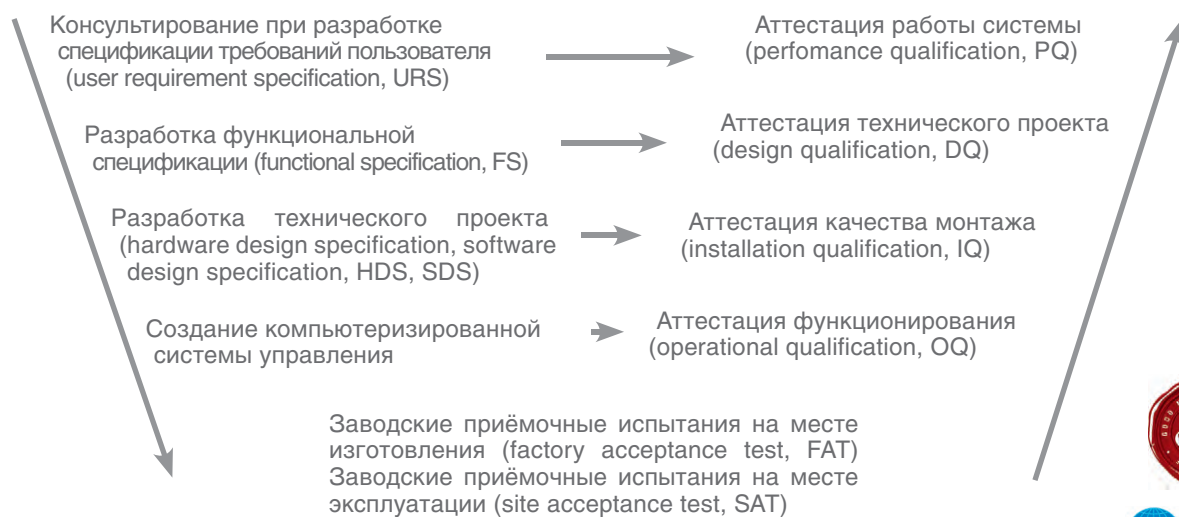 Консультирование при разработке
спецификации требований пользователя
(user requirement specification, URS)
Аттестация работы системы
(perfomance qualification, PQ)
Разработка функциональной
спецификации (functional specification, FS)
Аттестация технического проекта
(design qualification, DQ)
Разработка технического проекта
(hardware design specification, software
design specification, HDS, SDS)
Аттестация качества монтажа
(installation qualification, IQ)
Создание компьютеризированной
системы управления
Аттестация функционирования
(operational qualification, OQ)
Заводские приёмочные испытания на месте
изготовления (factory acceptance test, FAT)
Заводские приёмочные испытания на месте
эксплуатации (site acceptance test, SAT)